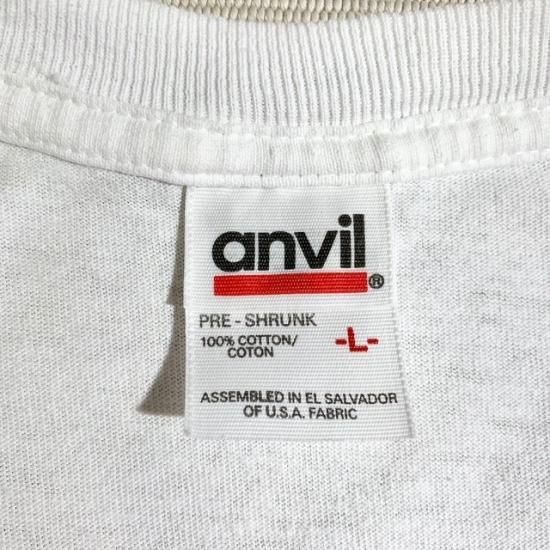 anvil®
PRE - SHRUNK
100% COTTON/
COTON
-L-
ASSEMBLED IN EL SALVADOR
OF U.S.A. FABRIC